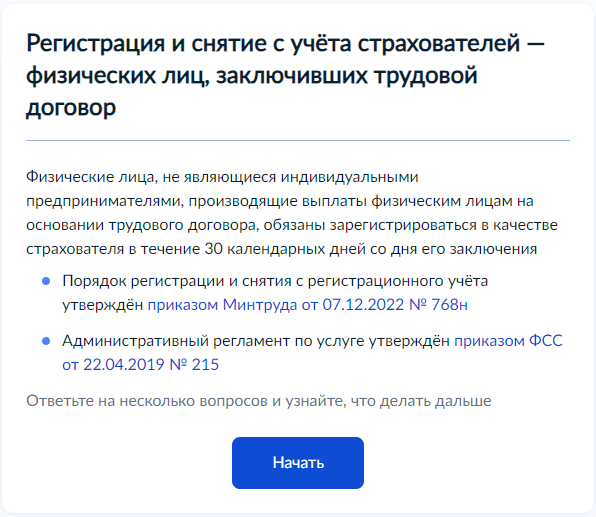 Регистрация и снятие с учёта страхователей —
физических лиц, заключивших трудовой
договор
Физические лица, не являющиеся индивидуальными
предпринимателями, производящие выплаты физическим лицам на
основании трудового договора, обязаны зарегистрироваться в качестве
страхователя в течение 30 календарных дней со дня его заключения
Порядок регистрации и снятия с регистрационного учёта
утверждён приказом Минтруда от 07.12.2022 № 768н
Административный регламент по услуге утверждён приказом ФСС
от 22.04.2019 № 215
Ответьте на несколько вопросов и узнайте, что делать дальше
Начать